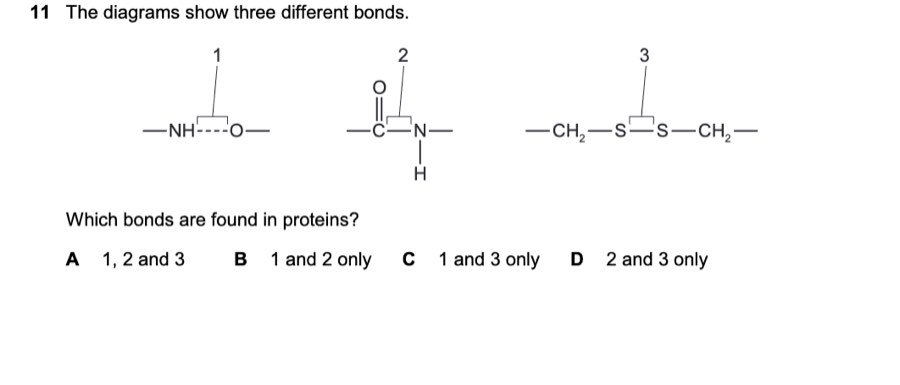 11 The diagrams show three different bonds.
1 2 3
O
—NH----O— —C—N— —CH₂—S—S—CH₂—
H
Which bonds are found in proteins?
A 1, 2 and 3 B 1 and 2 only C 1 and 3 only D 2 and 3 only